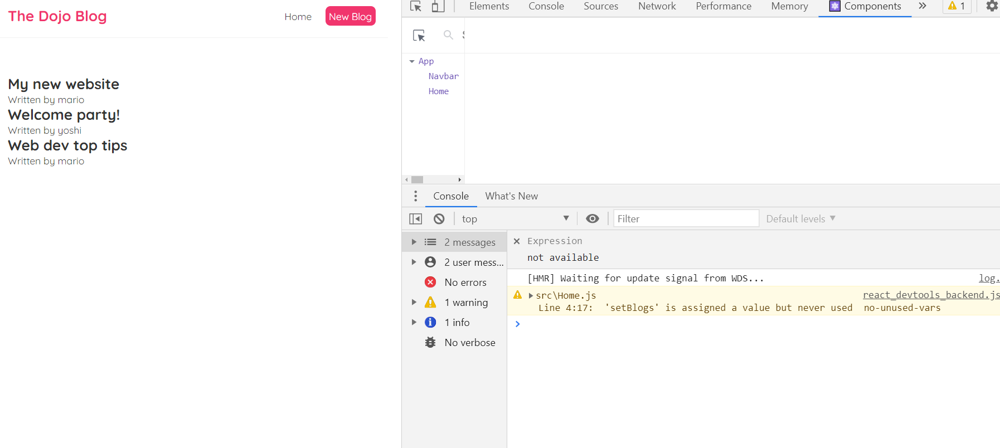 The Dojo Blog
Home
New Blog
My new website
Written by mario
Welcome party!
Written by yoshi
Web dev top tips
Written by mario
Elements
Console
Sources
Network
Performance
Memory
Components
1
App
Navbar
Home
Console
What's New
top
Filter
Default levels
2 messages
2 user mess...
No errors
1 warning
1 info
No verbose
Expression
not available
[HMR] Waiting for update signal from WDS...
log.
src\Home.js
react_devtools_backend.js
Line 4:17: 'setBlogs' is assigned a value but never used no-unused-vars